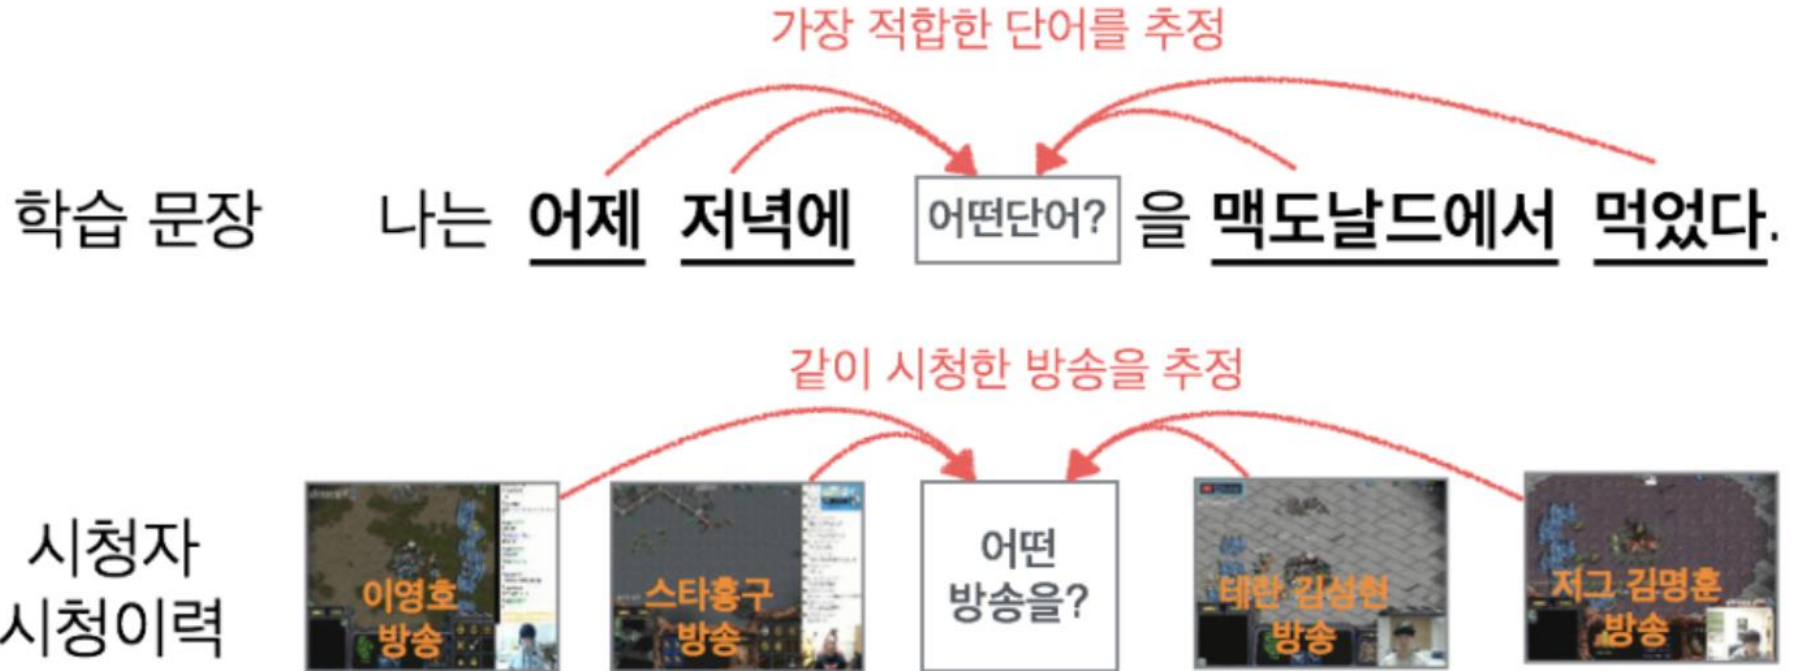 가장 적합한 단어를 추정
학습 문장 나는 어제 저녁에 어떤단어? 을 맥도날드에서 먹었다.
같이 시청한 방송을 추정
시청자
시청이력
이영호
방송
스타홍구
방송
어떤
방송을?
테란 김성현
방송
저그 김명훈
방송